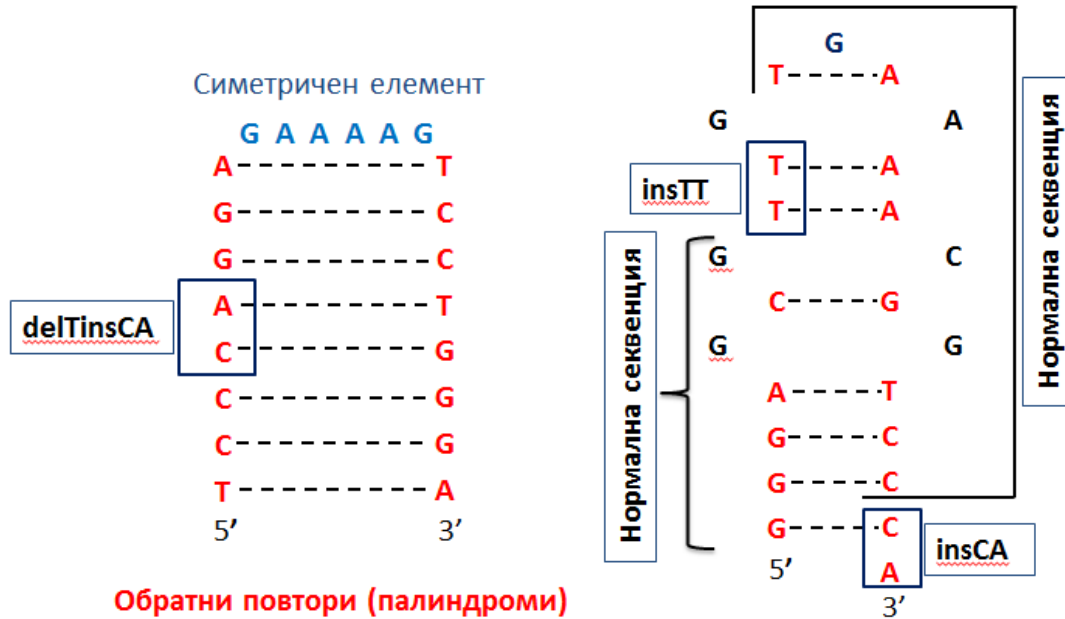 Симетричен елемент
G A A A A G
A T
G C
G C
A T
delTinsCA
C G
C G
C G
T A
5’ 3’
Обратни повтори (палиндроми)
G
T A
G A
insTT
T A
T A
G C
C G
G G
A T
G C
G C
G C
insCA
A
5’
3’
Нормална секвенция
Нормална секвенция